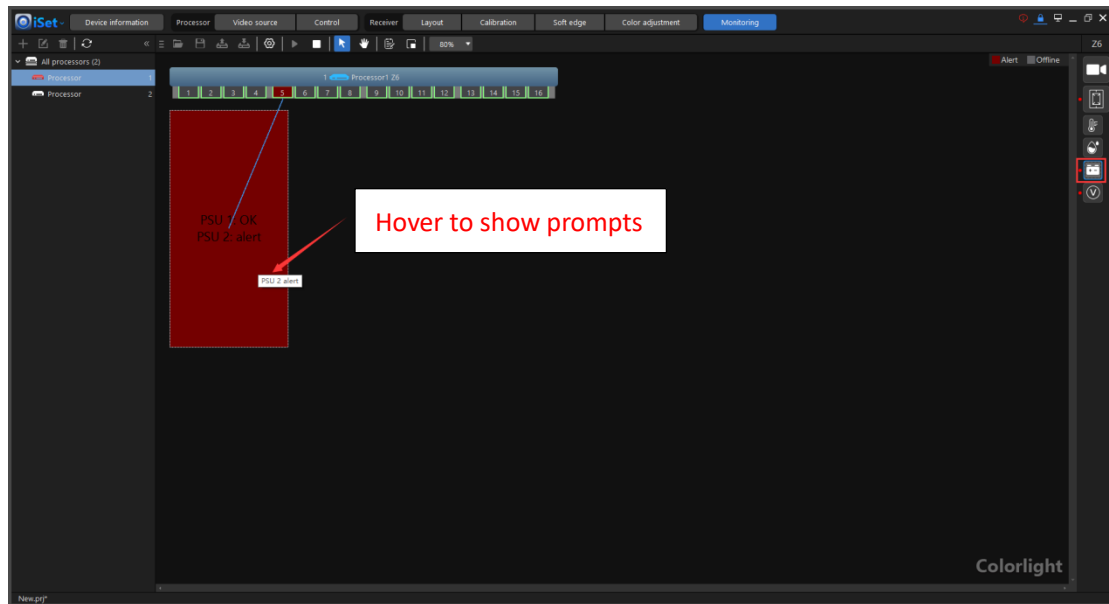 iSet Device information Processor Video source Control Receiver Layout Calibration Soft edge Color adjustment Monitoring
80% Z6
All processors (2) Alert Offline
Processor 1 1 Processor1 Z6
Processor 2 1 2 3 4 5 6 7 8 9 10 11 12 13 14 15 16
V
PSU 1: OK
PSU 2: alert
Hover to show prompts
PSU 2 alert
Colorlight
New.prj*